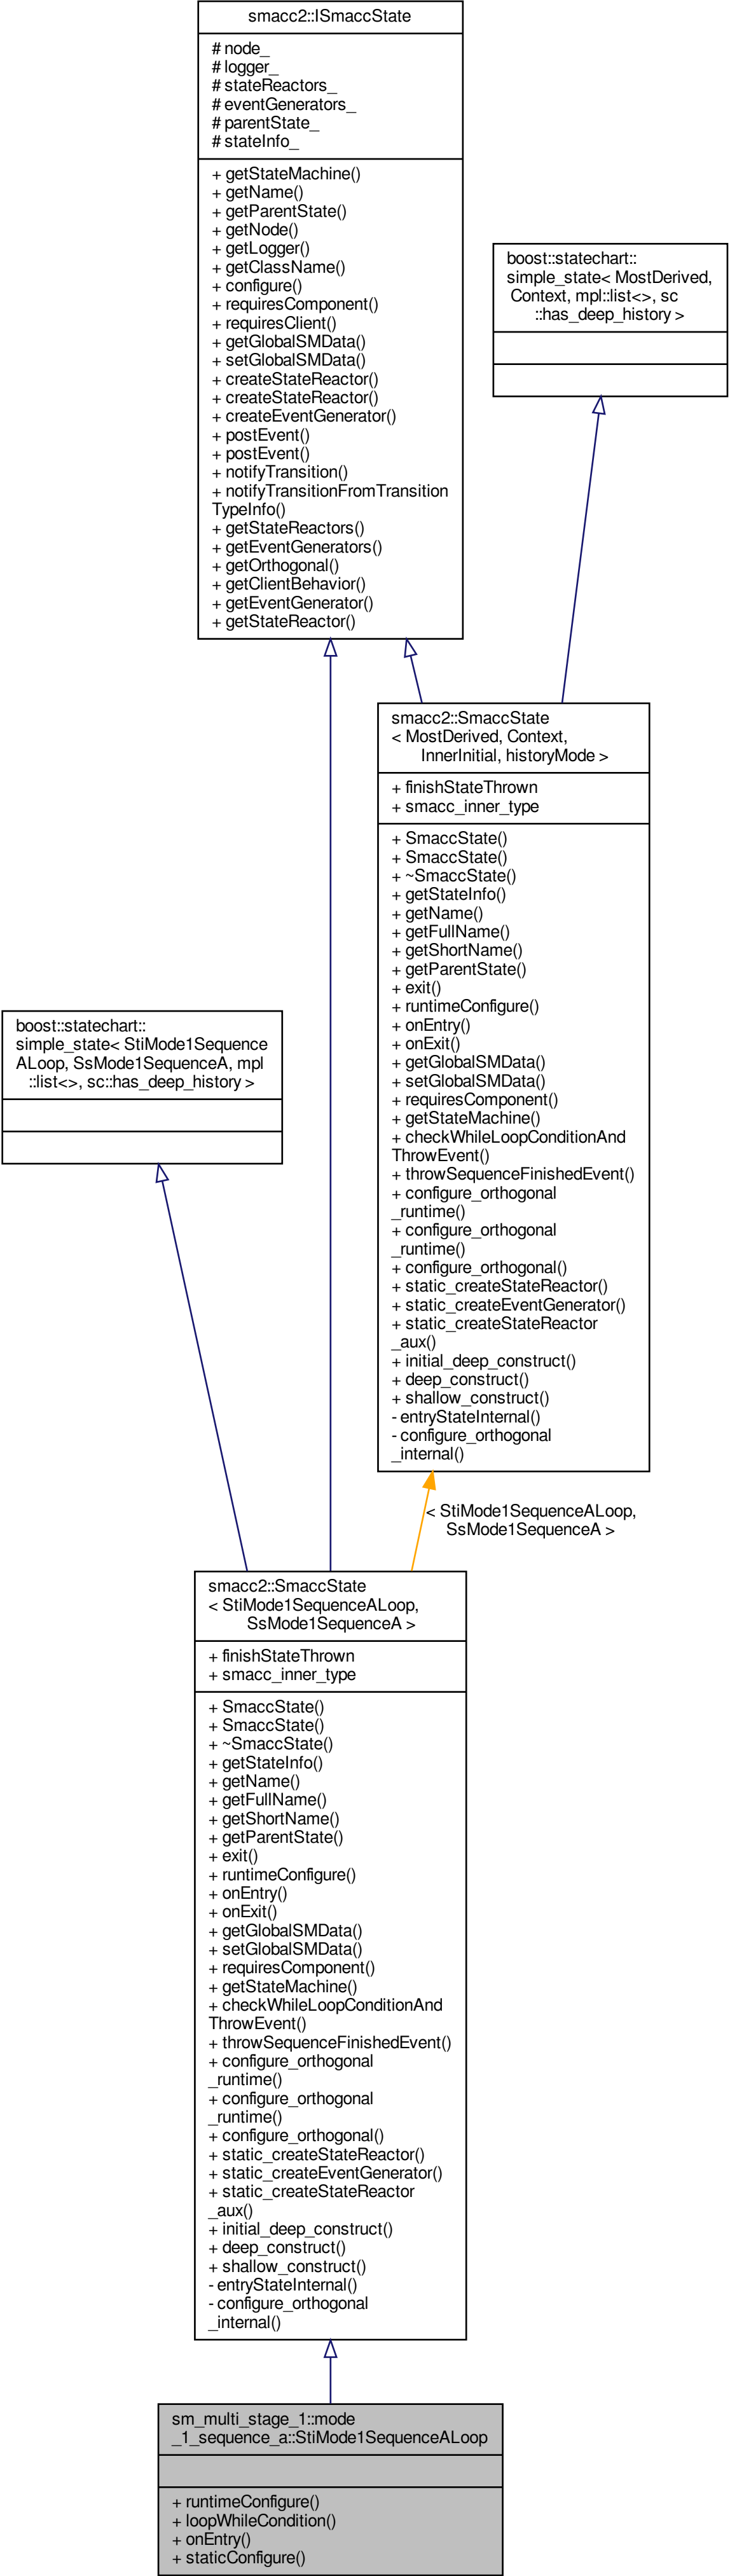 smacc2::ISmaccState
# node_
# logger_
# stateReactors_
# eventGenerators_
# parentState_
# stateInfo_
+ getStateMachine()
+ getName()
+ getParentState()
+ getNode()
+ getLogger()
+ getClassName()
+ configure()
+ requiresComponent()
+ requiresClient()
+ getGlobalSMData()
+ setGlobalSMData()
+ createStateReactor()
+ createStateReactor()
+ createEventGenerator()
+ postEvent()
+ postEvent()
+ notifyTransition()
+ notifyTransitionFromTransition
TypeInfo()
+ getStateReactors()
+ getEventGenerators()
+ getOrthogonal()
+ getClientBehavior()
+ getEventGenerator()
+ getStateReactor()
boost::statechart::
simple_state< MostDerived,
Context, mpl::list<>, sc
::has_deep_history >
smacc2::SmaccState
< MostDerived, Context,
InnerInitial, historyMode >
+ finishStateThrown
+ smacc_inner_type
+ SmaccState()
+ SmaccState()
+ ~SmaccState()
+ getStateInfo()
+ getName()
+ getFullName()
+ getShortName()
+ getParentState()
+ exit()
+ runtimeConfigure()
+ onEntry()
+ onExit()
+ getGlobalSMData()
+ setGlobalSMData()
+ requiresComponent()
+ getStateMachine()
+ checkWhileLoopConditionAnd
ThrowEvent()
+ throwSequenceFinishedEvent()
+ configure_orthogonal
_runtime()
+ configure_orthogonal
_runtime()
+ configure_orthogonal()
+ static_createStateReactor()
+ static_createEventGenerator()
+ static_createStateReactor
_aux()
+ initial_deep_construct()
+ deep_construct()
+ shallow_construct()
- entryStateInternal()
- configure_orthogonal
_internal()
boost::statechart::
simple_state< StiMode1Sequence
ALoop, SsMode1SequenceA, mpl
::list<>, sc::has_deep_history >
< StiMode1SequenceALoop,
SsMode1SequenceA >
smacc2::SmaccState
< StiMode1SequenceALoop,
SsMode1SequenceA >
+ finishStateThrown
+ smacc_inner_type
+ SmaccState()
+ SmaccState()
+ ~SmaccState()
+ getStateInfo()
+ getName()
+ getFullName()
+ getShortName()
+ getParentState()
+ exit()
+ runtimeConfigure()
+ onEntry()
+ onExit()
+ getGlobalSMData()
+ setGlobalSMData()
+ requiresComponent()
+ getStateMachine()
+ checkWhileLoopConditionAnd
ThrowEvent()
+ throwSequenceFinishedEvent()
+ configure_orthogonal
_runtime()
+ configure_orthogonal
_runtime()
+ configure_orthogonal()
+ static_createStateReactor()
+ static_createEventGenerator()
+ static_createStateReactor
_aux()
+ initial_deep_construct()
+ deep_construct()
+ shallow_construct()
- entryStateInternal()
- configure_orthogonal
_internal()
sm_multi_stage_1::mode
_1_sequence_a::StiMode1SequenceALoop
+ runtimeConfigure()
+ loopWhileCondition()
+ onEntry()
+ staticConfigure()